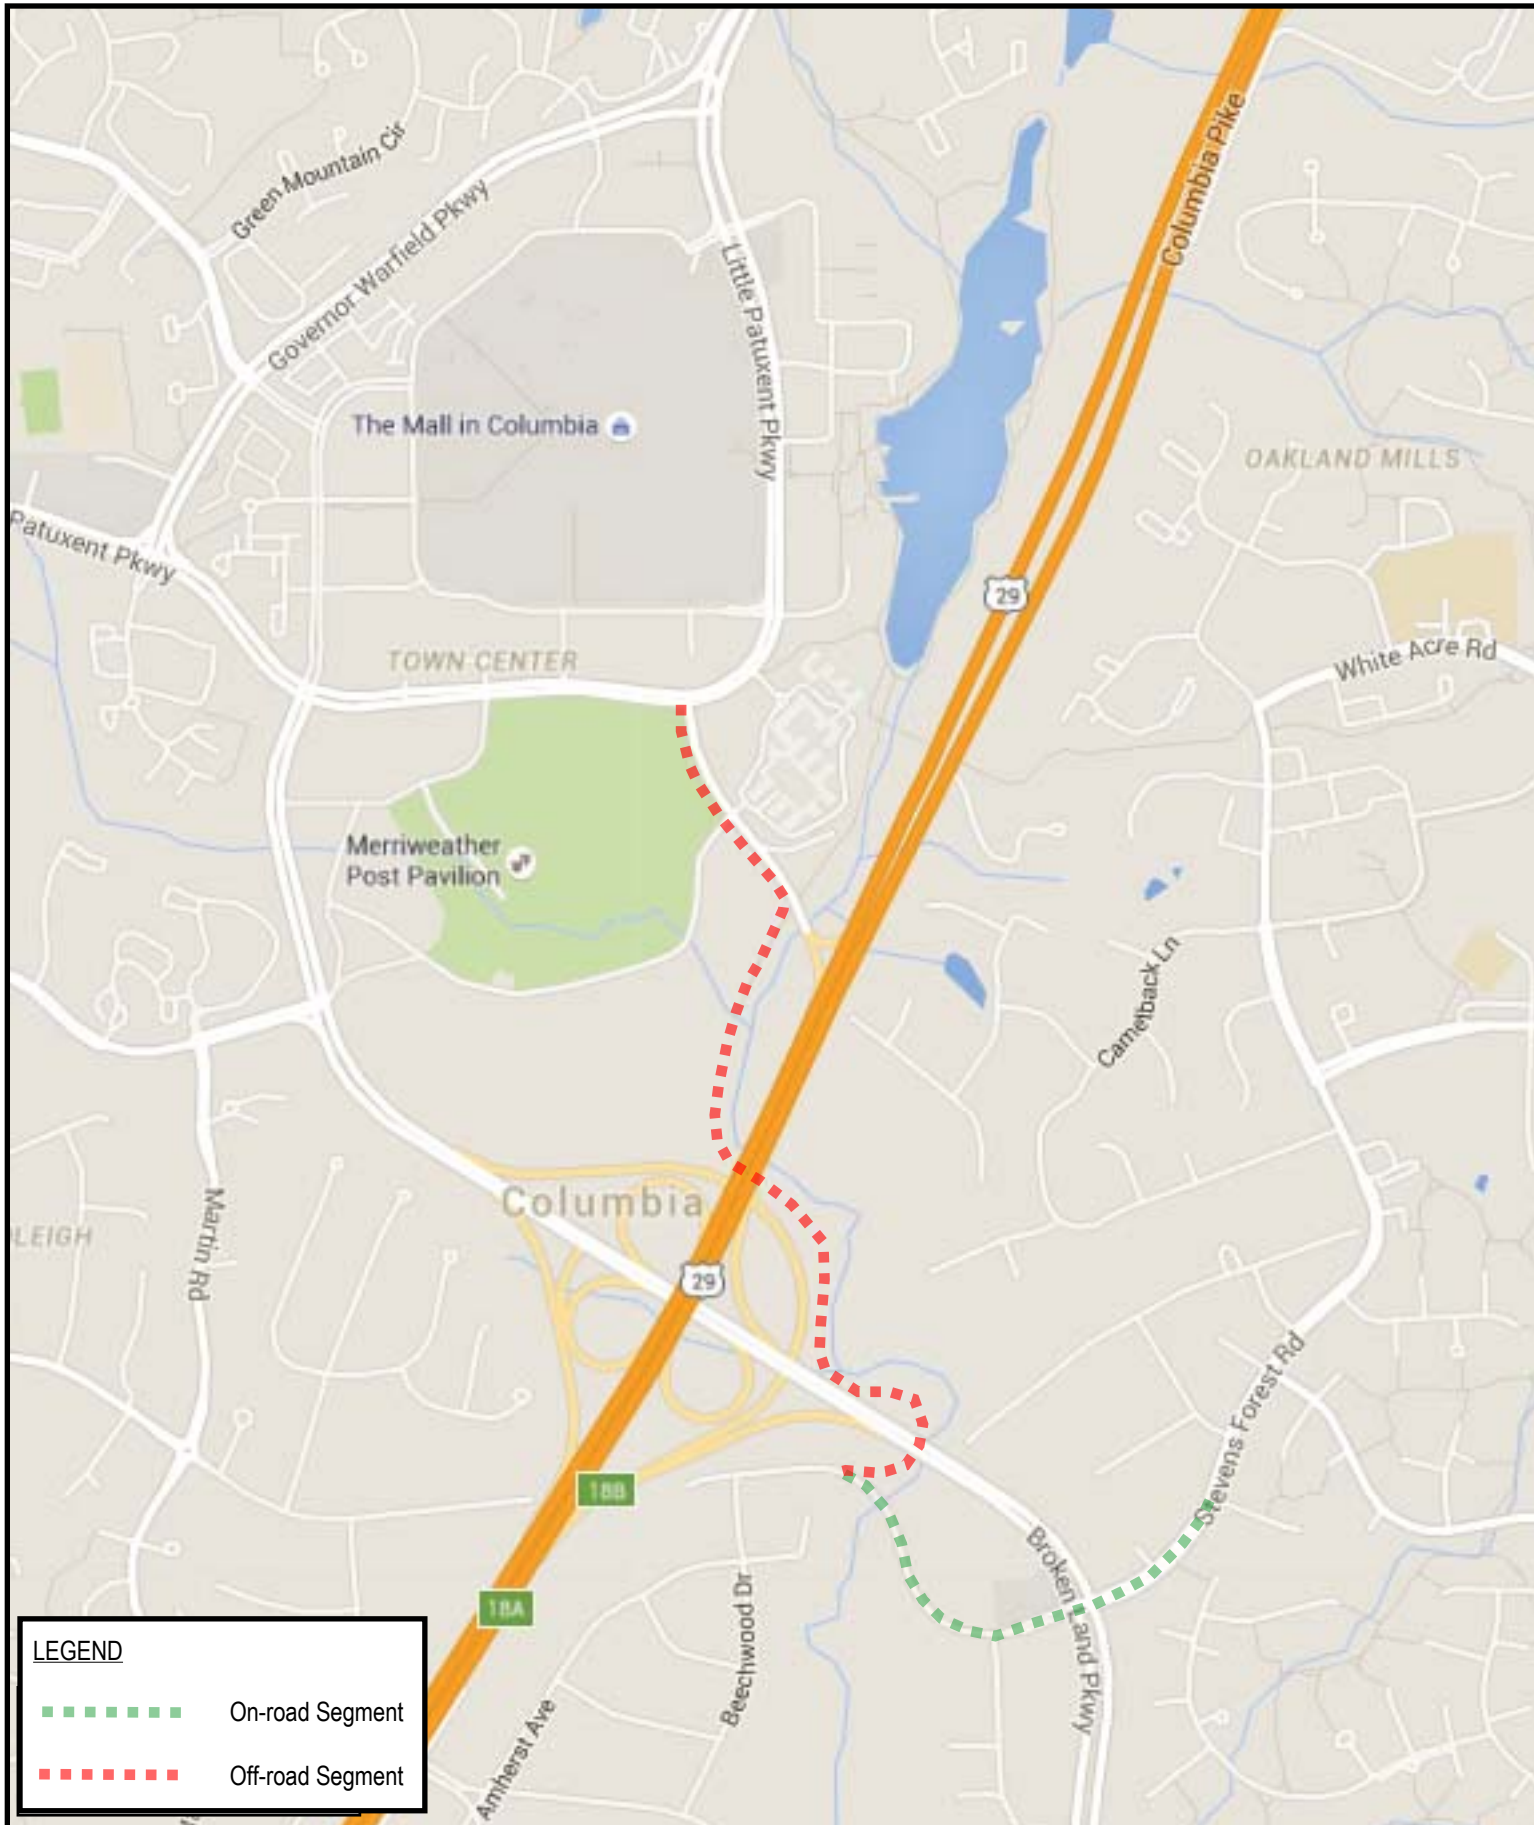 Green Mountain Cir
Governor Warfield Pkwy
Columbia Pike
Little Patuxent Pkwy
The Mall in Columbia
OAKLAND MILLS
Patuxent Pkwy
29
White Acre Rd
TOWN CENTER
Merriweather
Post Pavilion
Camelback Ln
Columbia
Martin Rd
LEIGH
29
Stevens Forest Rd
18B
Broken Land Pkwy
18A
Beechwood Dr
Amherst Ave
LEGEND
On-road Segment
Off-road Segment